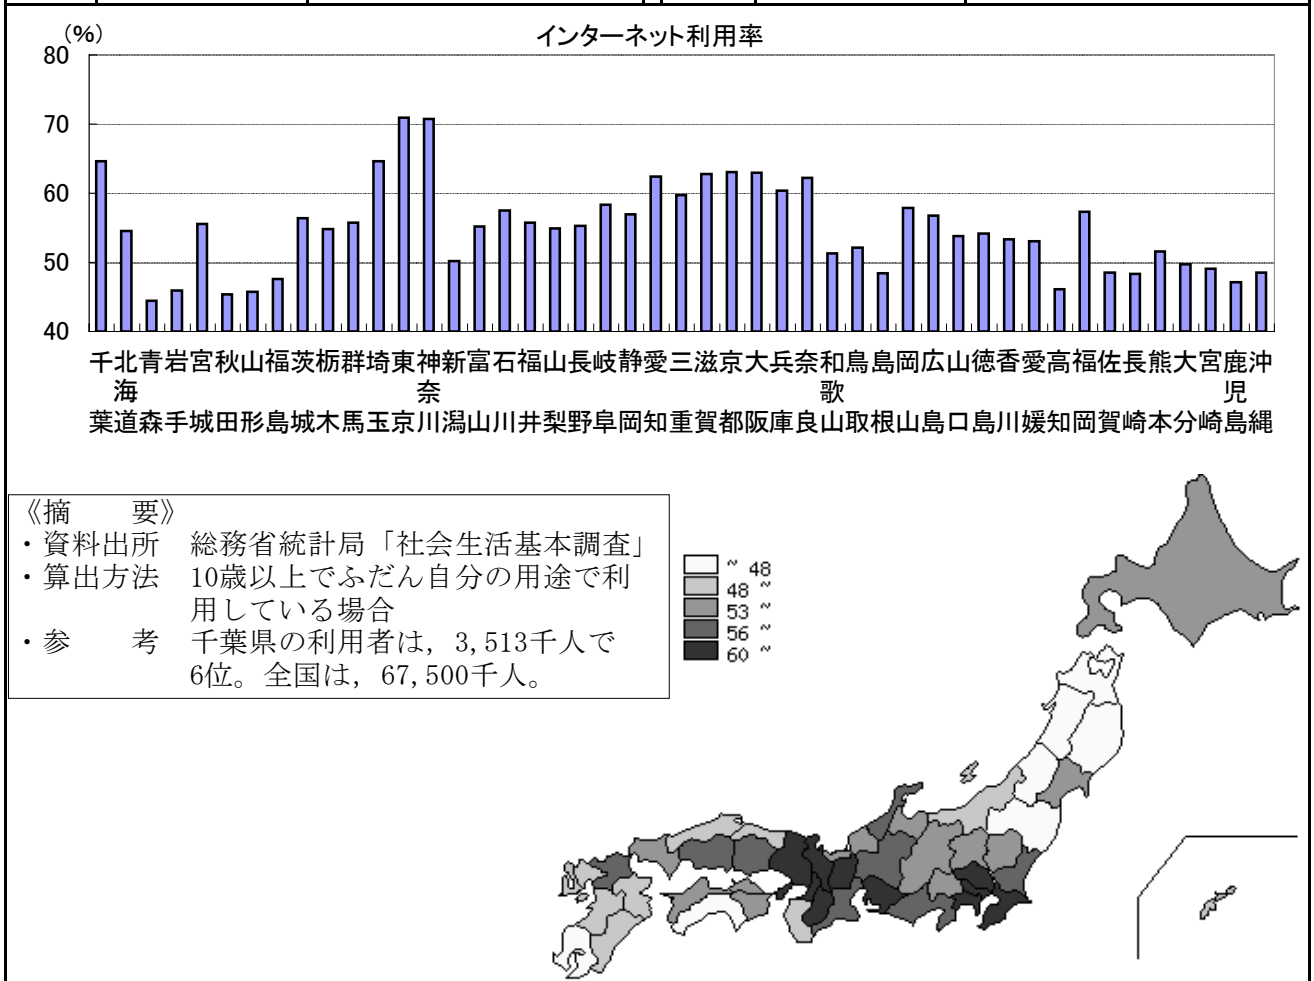 (%)
インターネット利用率
80
70
60
50
40
千葉 北海道 青森 岩手 宮城 秋田 山形 福島 茨城 栃木 群馬 埼玉 東京 神奈川 新潟 富山 石川 福井 山梨 長野 岐阜 静岡 愛知 三重 滋賀 京都 大阪 兵庫 奈良 和歌山 鳥取 島根 岡山 広島 山口 徳島 香川 愛媛 高知 福岡 佐賀 長崎 熊本 大分 宮崎 鹿児島 沖縄
《摘　　要》
・資料出所　総務省統計局「社会生活基本調査」
・算出方法　10歳以上でふだん自分の用途で利
用している場合
・参　　考　千葉県の利用者は，3,513千人で
6位。全国は，67,500千人。
~ 48
48 ~
53 ~
56 ~
60 ~